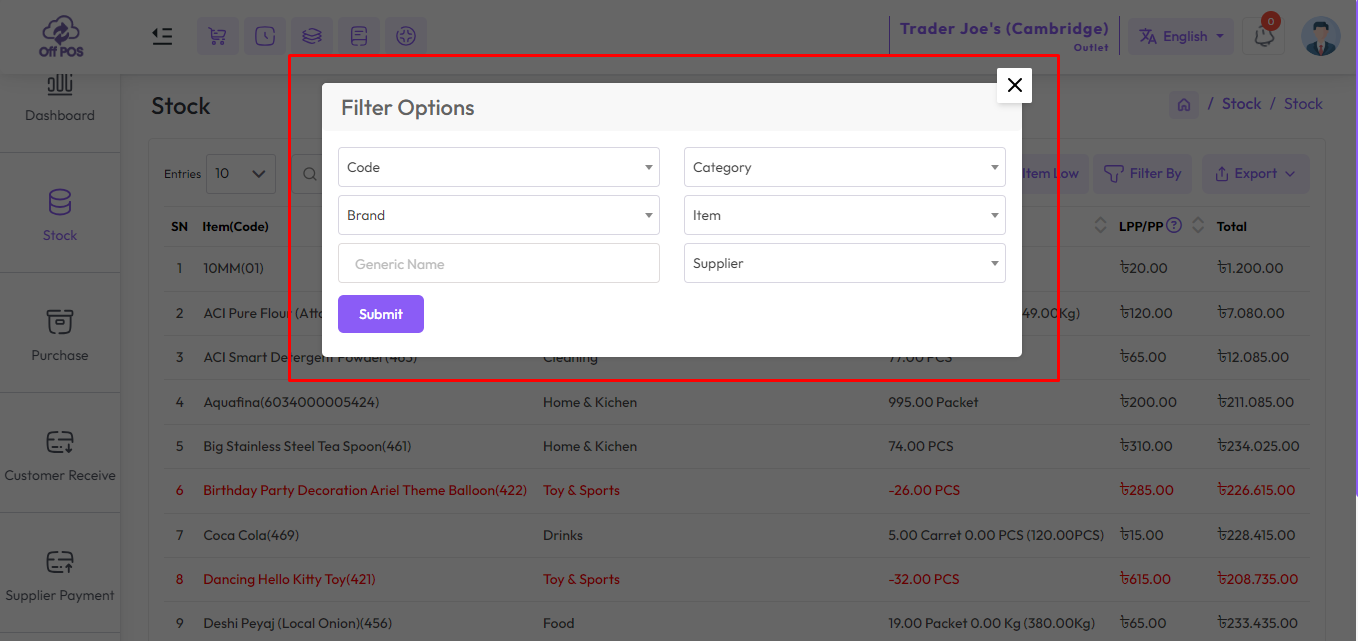 Off POS
Trader Joe's (Cambridge)
Outlet
English
0
Dashboard
Stock
Purchase
Customer Receive
Supplier Payment
Stock
/ Stock / Stock
Entries 10
Item Low
Filter By
Export
Filter Options
Code
Category
Brand
Item
Generic Name
Supplier
Submit
SN Item(Code) LPP/PP Total
1 10MM(01) ৳20.00 ৳1.200.00
2 ACI Pure Flour (Atta 49.00Kg) ৳120.00 ৳7.080.00
3 ACI Smart Detergent Powder(463) Cleaning 77.00 PCS ৳65.00 ৳12.085.00
4 Aquafina(6034000005424) Home & Kichen 995.00 Packet ৳200.00 ৳211.085.00
5 Big Stainless Steel Tea Spoon(461) Home & Kichen 74.00 PCS ৳310.00 ৳234.025.00
6 Birthday Party Decoration Ariel Theme Balloon(422) Toy & Sports -26.00 PCS ৳285.00 ৳226.615.00
7 Coca Cola(469) Drinks 5.00 Carret 0.00 PCS (120.00PCS) ৳15.00 ৳228.415.00
8 Dancing Hello Kitty Toy(421) Toy & Sports -32.00 PCS ৳615.00 ৳208.735.00
9 Deshi Peyaj (Local Onion)(456) Food 19.00 Packet 0.00 Kg (380.00Kg) ৳65.00 ৳233.435.00